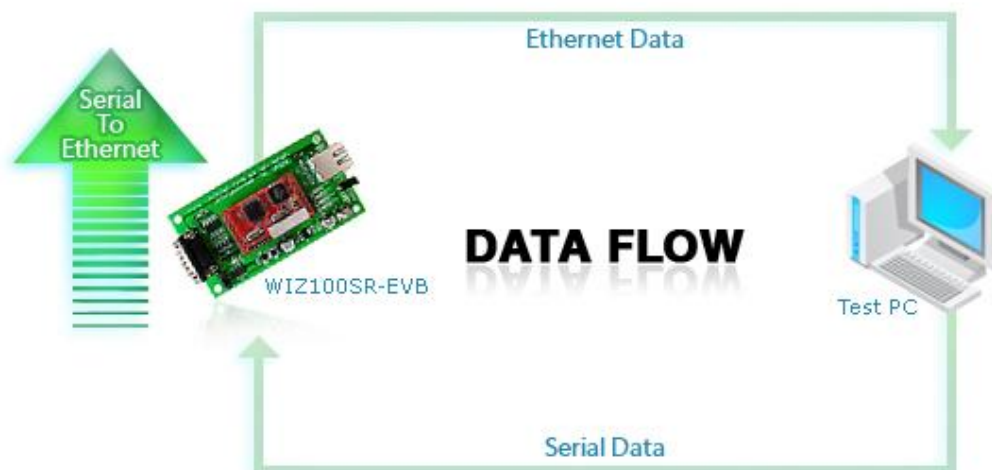 Ethernet Data
Serial
To
Ethernet
DATA FLOW
WIZ100SR-EVB
Test PC
Serial Data